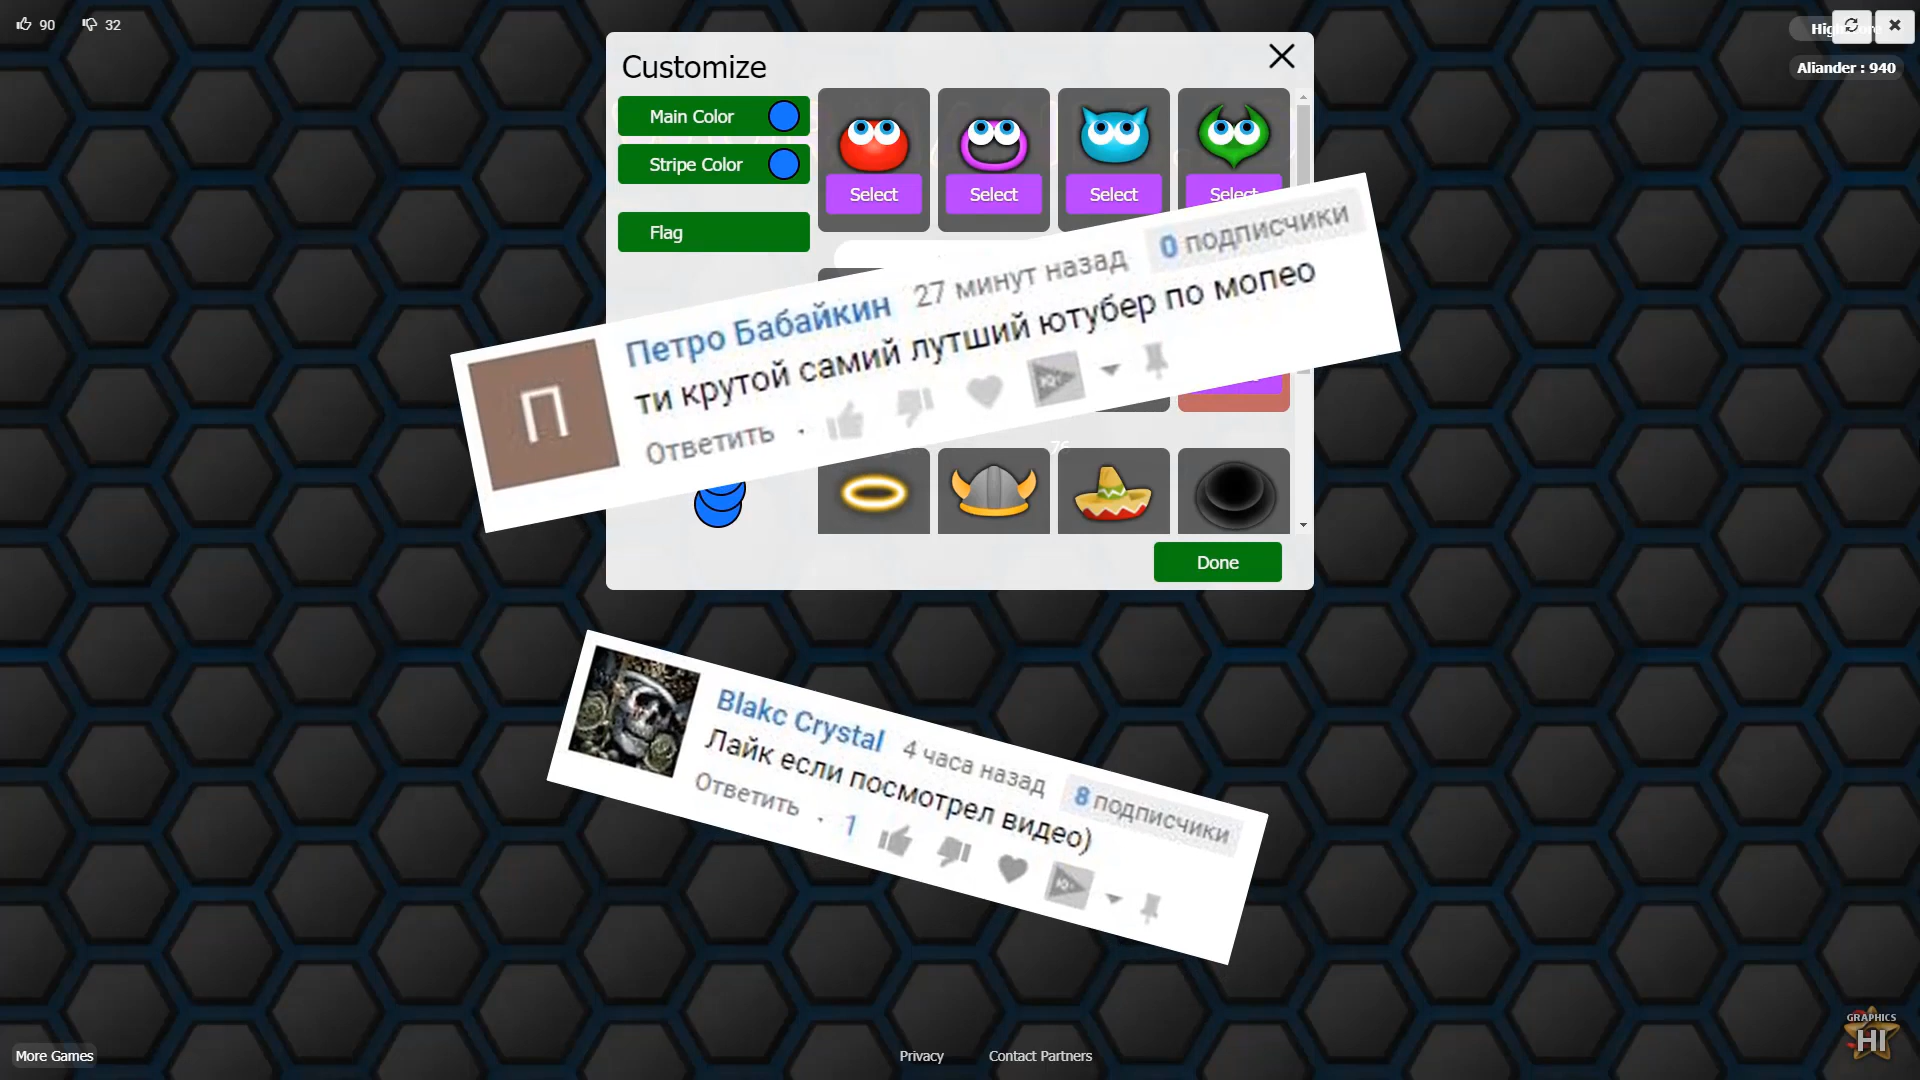 90 32
Aliander : 940
Customize
Main Color
Stripe Color
Flag
Select Select Select Select
Петро Бабайкин 27 минут назад 0 подписчики
ти крутой самий лутший ютубер по мопео
Ответить
П
76
Done
Blakc Crystal 4 часа назад 8 подписчики
Лайк если посмотрел видео)
Ответить · 1
GRAPHICS
HI
More Games
Privacy
Contact Partners